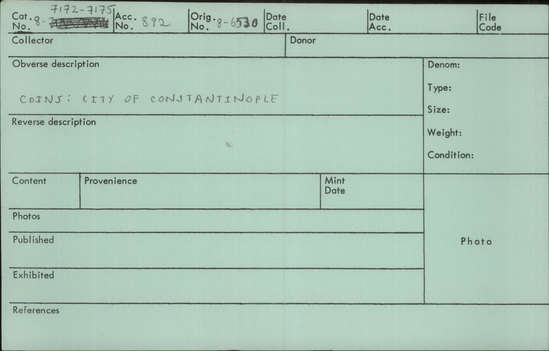 7172-7175
Cat. No. 8- Acc. No. 892 Orig. No. 8-6530 Date Coll. Date Acc. File Code
Collector Donor
Obverse description Denom:
COINS: CITY OF CONSTANTINOPLE
Type:
Size:
Reverse description
Weight:
Condition:
Content Provenience Mint Date
Photos
Published Photo
Exhibited
References